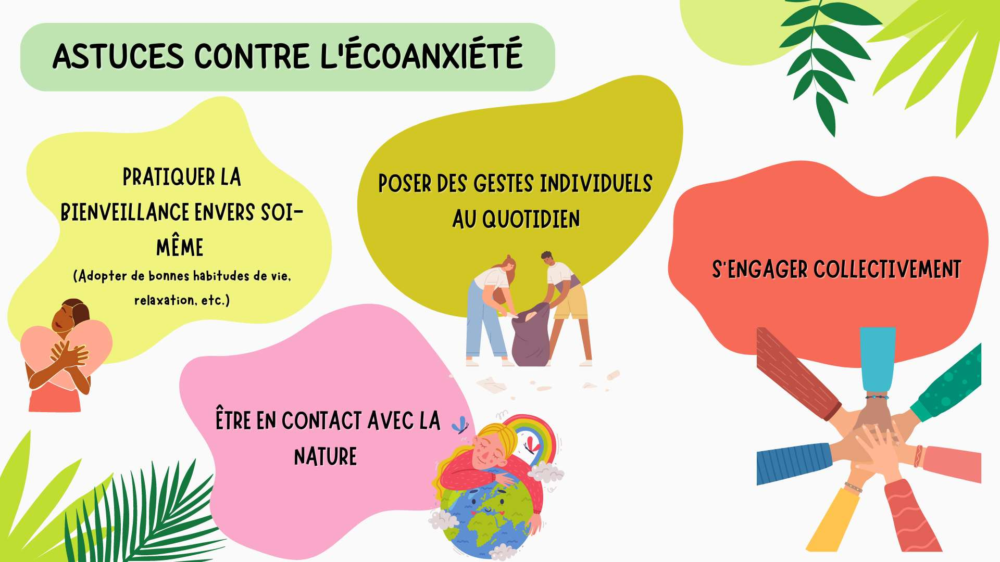 ASTUCES CONTRE L'ÉCOANXIÉTÉ
PRATIQUER LA
BIENVEILLANCE ENVERS SOI-
MÊME
(Adopter de bonnes habitudes de vie,
relaxation, etc.)
POSER DES GESTES INDIVIDUELS
AU QUOTIDIEN
S'ENGAGER COLLECTIVEMENT
ÊTRE EN CONTACT AVEC LA
NATURE